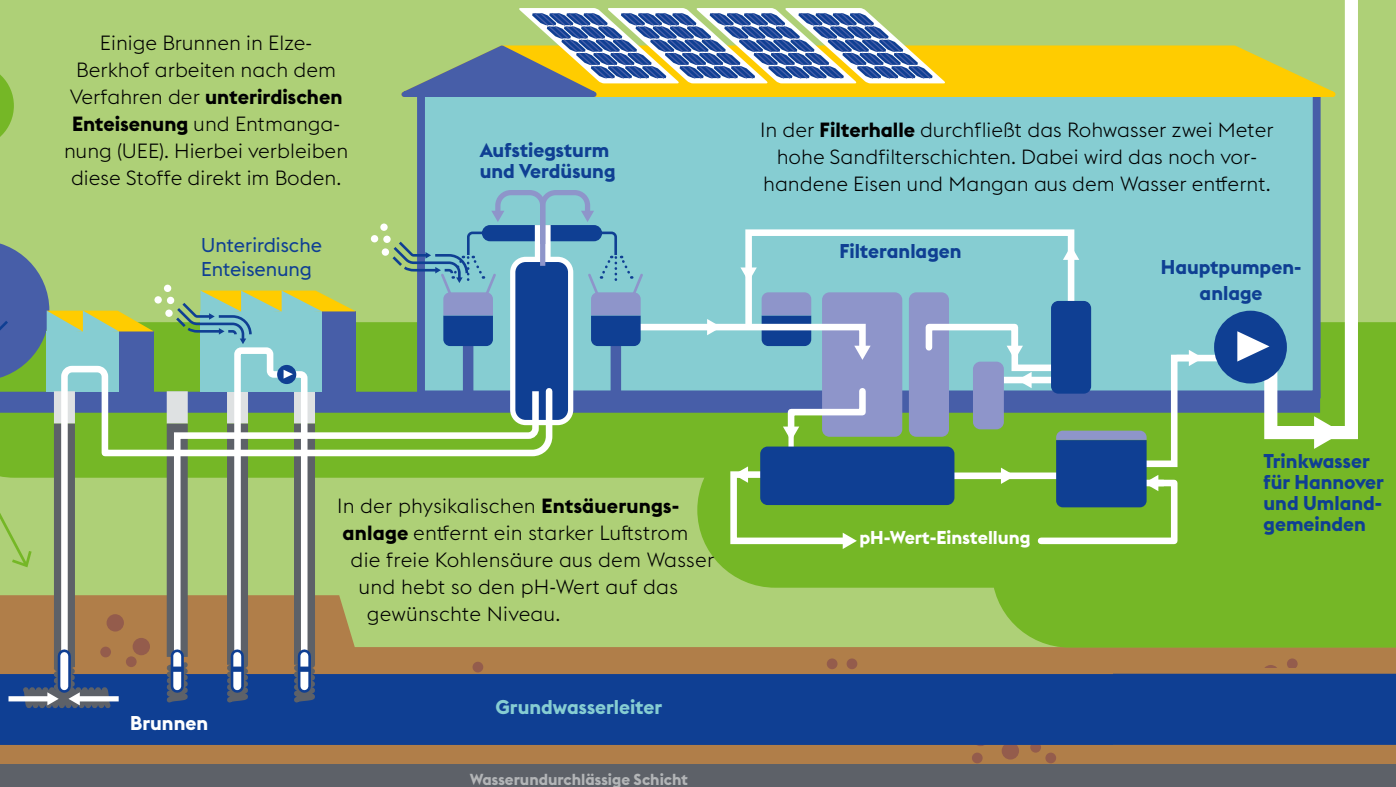 Einige Brunnen in Elze-
Berkhof arbeiten nach dem
Verfahren der unterirdischen
Enteisenung und Entmanga-
nung (UEE). Hierbei verbleiben
diese Stoffe direkt im Boden.
Aufstiegsturm
und Verdüsung
In der Filterhalle durchfließt das Rohwasser zwei Meter
hohe Sandfilterschichten. Dabei wird das noch vor-
handene Eisen und Mangan aus dem Wasser entfernt.
Unterirdische
Enteisenung
Filteranlagen
Hauptpumpen-
anlage
Trinkwasser
für Hannover
und Umland-
gemeinden
In der physikalischen Entsäuerungs-
anlage entfernt ein starker Luftstrom
die freie Kohlensäure aus dem Wasser
und hebt so den pH-Wert auf das
gewünschte Niveau.
pH-Wert-Einstellung
Brunnen
Grundwasserleiter
Wasserundurchlässige Schicht